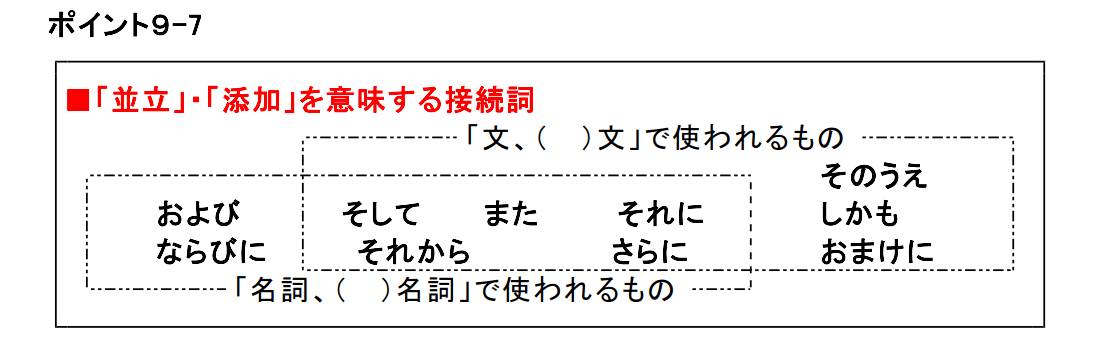 ポイント9-7
■「並立」・「添加」を意味する接続詞
「文、(　)文」で使われるもの
そのうえ
および　そして　また　それに　しかも
ならびに　それから　さらに　おまけに
「名詞、(　)名詞」で使われるもの